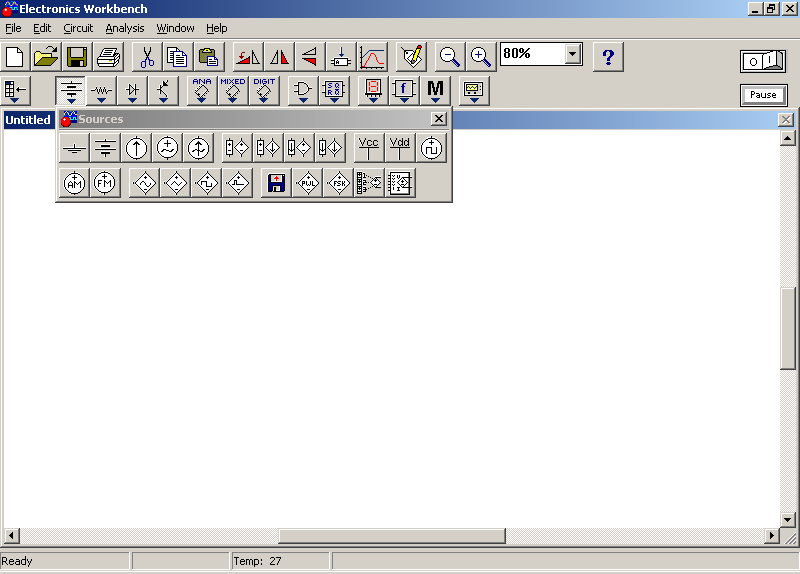 Electronics Workbench
File Edit Circuit Analysis Window Help
80% ?
ANA MIXED DIGIT
f M
Pause
Untitled Sources
Vcc Vdd
AM FM PUL FSK
Ready Temp: 27